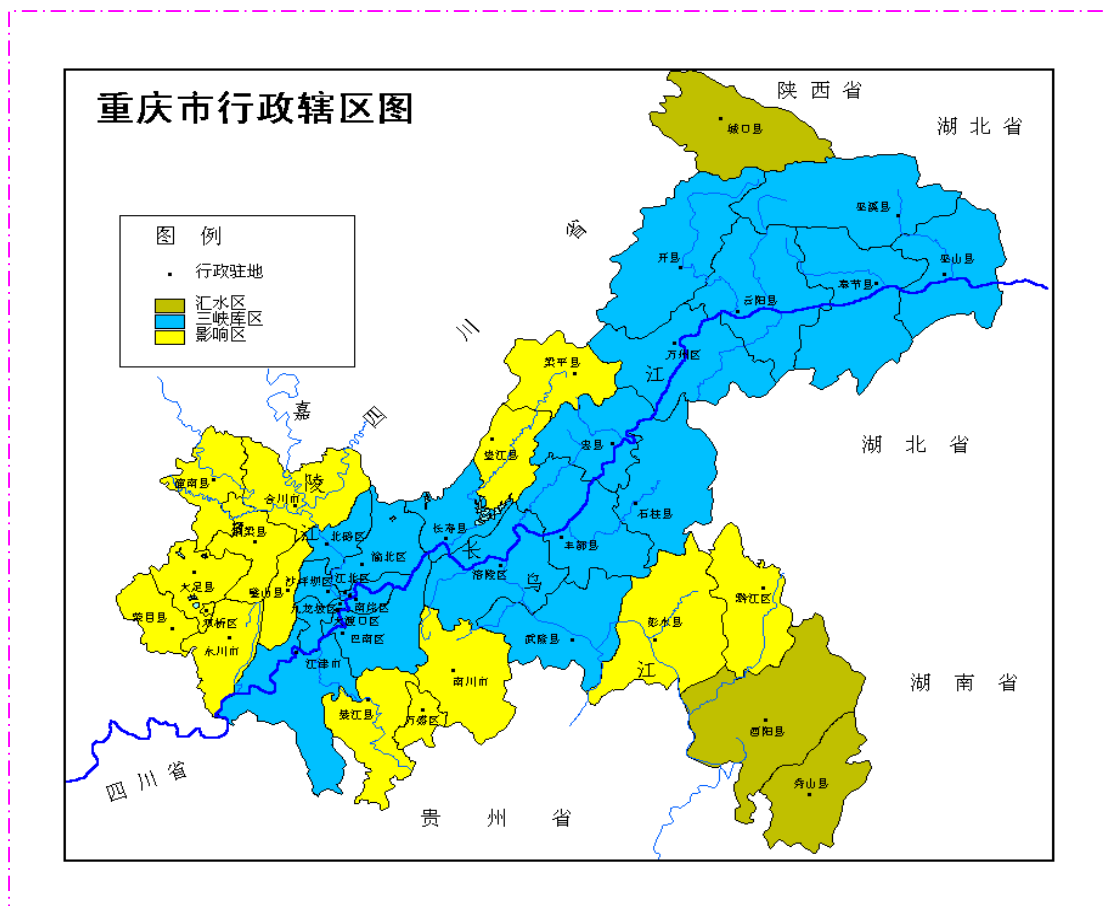 重庆市行政辖区图
陕西省
湖北省
城口县
图例
行政驻地
汇水区
三峡库区
影响区
省
川
四
巫溪县
开县
巫山县
奉节县
云阳县
万州区
江
梁平县
嘉
忠县
垫江县
湖北省
潼南县
陵
合川市
石柱县
铜梁县
江
北碚区
长寿县
丰都县
长
渝北区
涪陵区
乌
大足县
璧山县
沙坪坝区
江北区
黔江区
九龙坡区
南岸区
荣昌县
双桥区
大渡口区
巴南区
武隆县
彭水县
永川市
江津市
江
南川市
湖南省
綦江县
万盛区
酉阳县
四川省
秀山县
贵州省